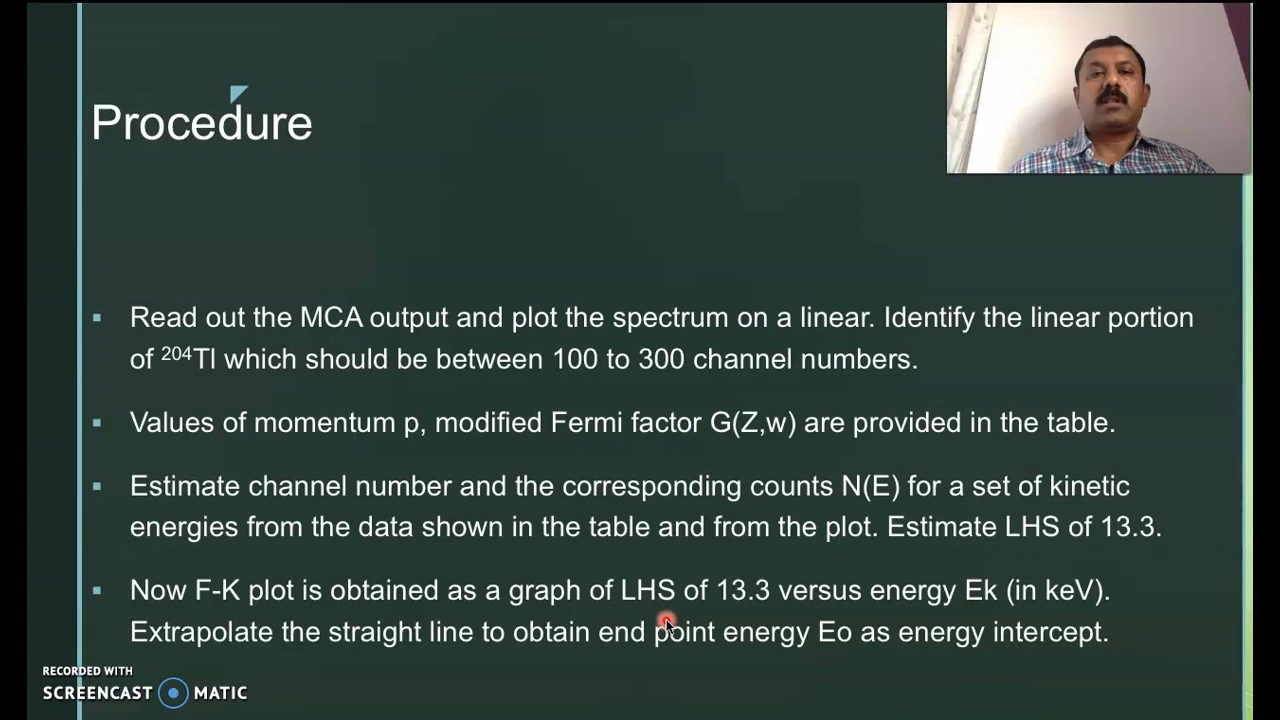 Procedure
Read out the MCA output and plot the spectrum on a linear. Identify the linear portion
of ²⁰⁴Tl which should be between 100 to 300 channel numbers.
Values of momentum p, modified Fermi factor G(Z,w) are provided in the table.
Estimate channel number and the corresponding counts N(E) for a set of kinetic
energies from the data shown in the table and from the plot. Estimate LHS of 13.3.
Now F-K plot is obtained as a graph of LHS of 13.3 versus energy Ek (in keV).
Extrapolate the straight line to obtain end point energy Eo as energy intercept.
RECORDED WITH
SCREENCAST MATIC